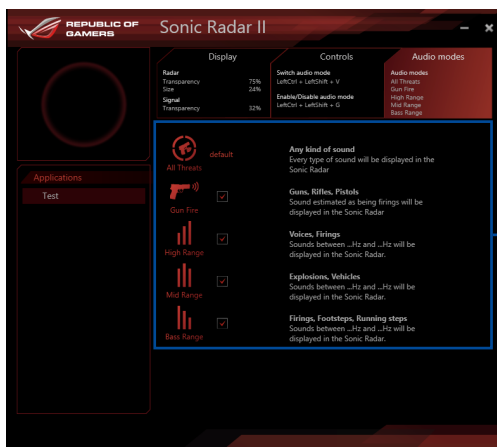 REPUBLIC OF
GAMERS
Sonic Radar II
Display
Radar
Transparency 75%
Size 24%
Signal
Transparency 32%
Controls
Switch audio mode
LeftCtrl + LeftShift + V
Enable/Disable audio mode
LeftCtrl + LeftShift + G
Audio modes
Audio modes
All Threats
Gun Fire
High Range
Mid Range
Bass Range
Applications
Test
All Threats
default
Any kind of sound
Every type of sound will be displayed in the
Sonic Radar
Gun Fire
Guns, Rifles, Pistols
Sound estimated as being firings will be
displayed in the Sonic Radar
High Range
Voices, Firings
Sounds between ...Hz and ...Hz will be
displayed in the Sonic Radar.
Mid Range
Explosions, Vehicles
Sounds between ...Hz and ...Hz will be
displayed in the Sonic Radar.
Bass Range
Firings, Footsteps, Running steps
Sounds between ...Hz and ...Hz will be
displayed in the Sonic Radar.